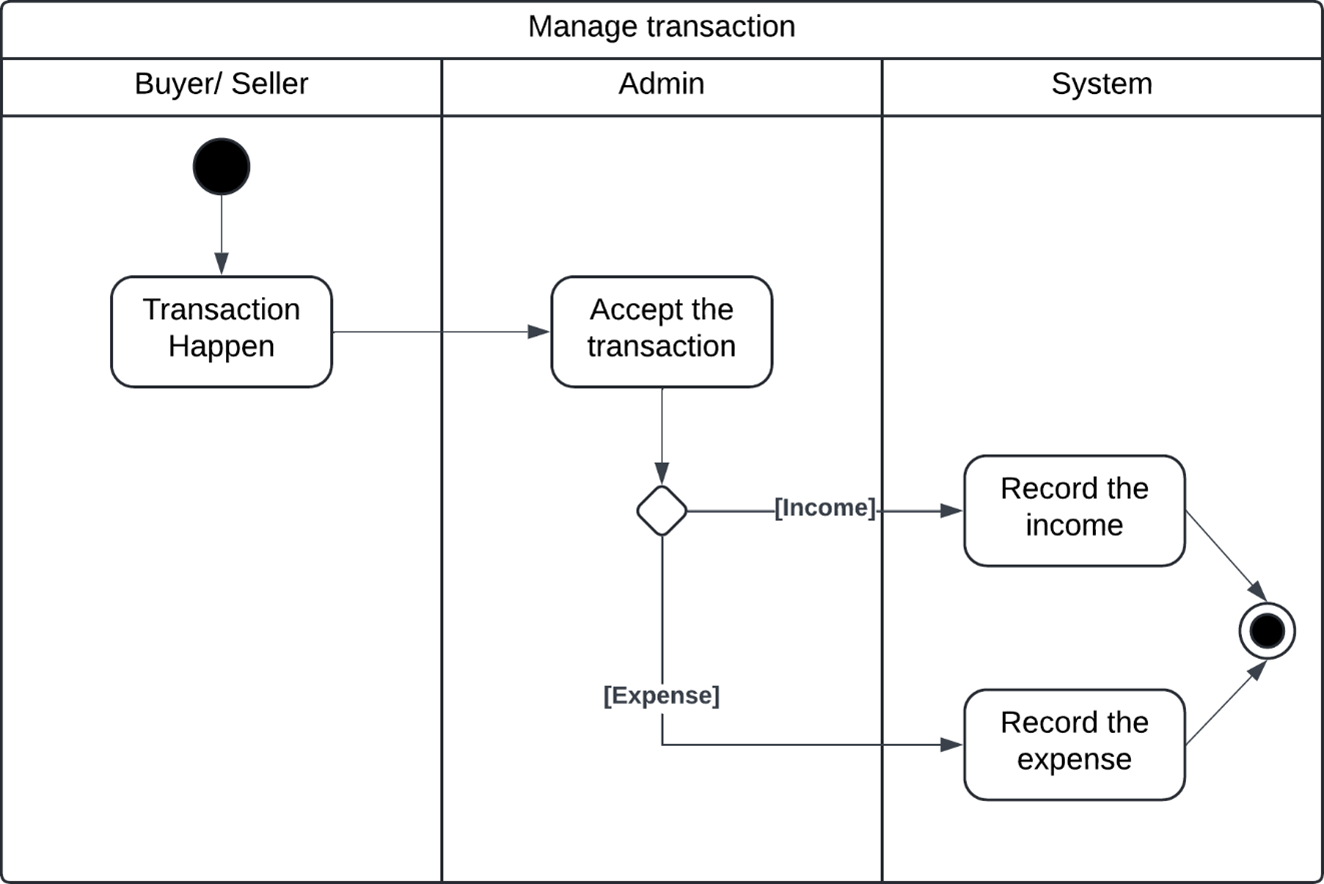 Manage transaction
Buyer/ Seller
Admin
System
Transaction
Happen
Accept the
transaction
[Income]
Record the
income
[Expense]
Record the
expense